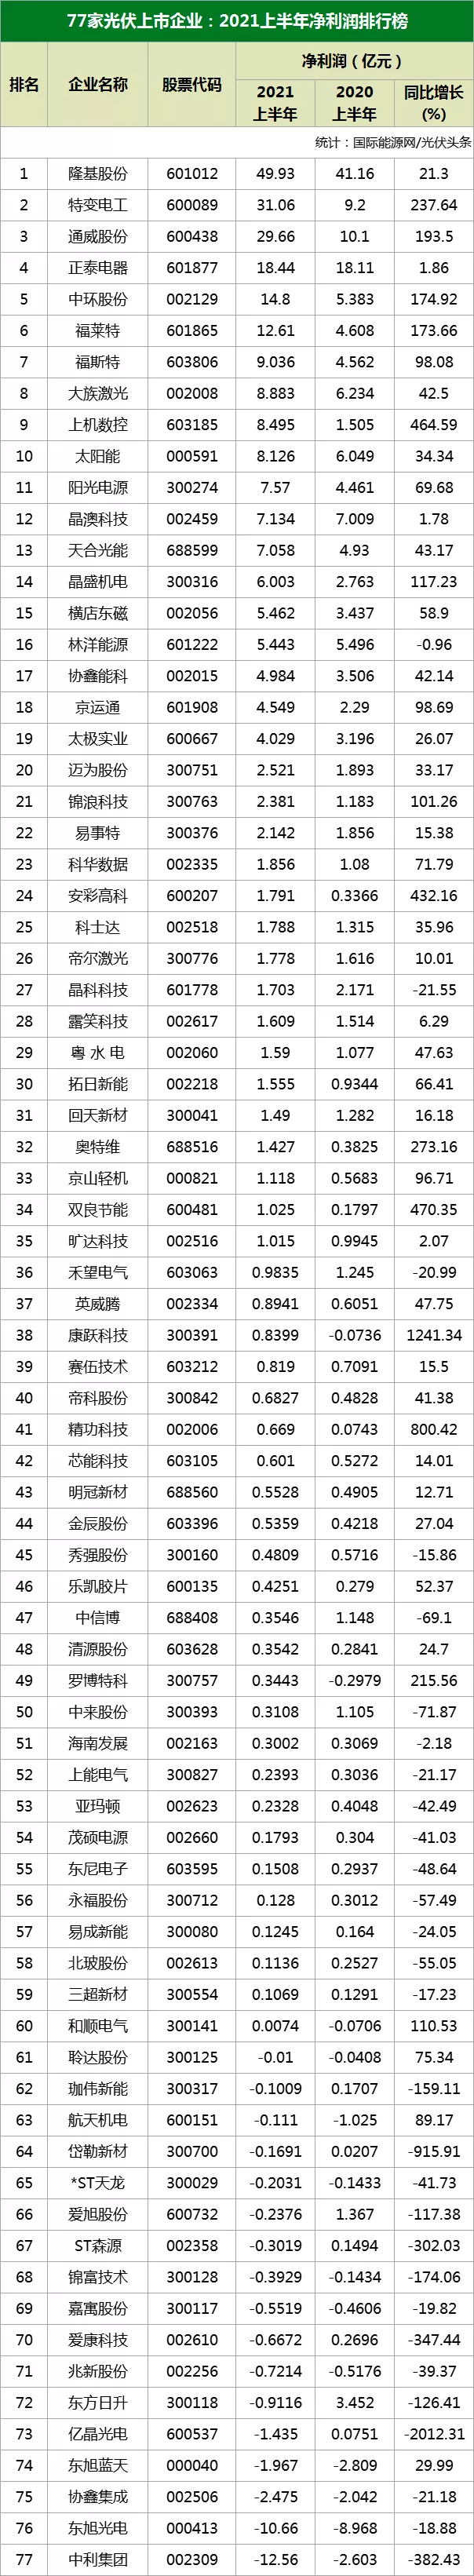 77家光伏上市企业：2021上半年净利润排行榜
排名 企业名称 股票代码 净利润（亿元）
2021上半年 2020上半年 同比增长(%)
统计：国际能源网/光伏头条
1 隆基股份 601012 49.93 41.16 21.3
2 特变电工 600089 31.06 9.2 237.64
3 通威股份 600438 29.66 10.1 193.5
4 正泰电器 601877 18.44 18.11 1.86
5 中环股份 002129 14.8 5.383 174.92
6 福莱特 601865 12.61 4.608 173.66
7 福斯特 603806 9.036 4.562 98.08
8 大族激光 002008 8.883 6.234 42.5
9 上机数控 603185 8.495 1.505 464.59
10 太阳能 000591 8.126 6.049 34.34
11 阳光电源 300274 7.57 4.461 69.68
12 晶澳科技 002459 7.134 7.009 1.78
13 天合光能 688599 7.058 4.93 43.17
14 晶盛机电 300316 6.003 2.763 117.23
15 横店东磁 002056 5.462 3.437 58.9
16 林洋能源 601222 5.443 5.496 -0.96
17 协鑫能科 002015 4.984 3.506 42.14
18 京运通 601908 4.549 2.29 98.69
19 太极实业 600667 4.029 3.196 26.07
20 迈为股份 300751 2.521 1.893 33.17
21 锦浪科技 300763 2.381 1.183 101.26
22 易事特 300376 2.142 1.856 15.38
23 科华数据 002335 1.856 1.08 71.79
24 安彩高科 600207 1.791 0.3366 432.16
25 科士达 002518 1.788 1.315 35.96
26 帝尔激光 300776 1.778 1.616 10.01
27 晶科科技 601778 1.703 2.171 -21.55
28 露笑科技 002617 1.609 1.514 6.29
29 粤 水 电 002060 1.59 1.077 47.63
30 拓日新能 002218 1.555 0.9344 66.41
31 回天新材 300041 1.49 1.282 16.18
32 奥特维 688516 1.427 0.3825 273.16
33 京山轻机 000821 1.118 0.5683 96.71
34 双良节能 600481 1.025 0.1797 470.35
35 旷达科技 002516 1.015 0.9945 2.07
36 禾望电气 603063 0.9835 1.245 -20.99
37 英威腾 002334 0.8941 0.6051 47.75
38 康跃科技 300391 0.8399 -0.0736 1241.34
39 赛伍技术 603212 0.819 0.7091 15.5
40 帝科股份 300842 0.6827 0.4828 41.38
41 精功科技 002006 0.669 0.0743 800.42
42 芯能科技 603105 0.601 0.5272 14.01
43 明冠新材 688560 0.5528 0.4905 12.71
44 金辰股份 603396 0.5359 0.4218 27.04
45 秀强股份 300160 0.4809 0.5716 -15.86
46 乐凯胶片 600135 0.4251 0.279 52.37
47 中信博 688408 0.3546 1.148 -69.1
48 清源股份 603628 0.3542 0.2841 24.7
49 罗博特科 300757 0.3443 -0.2979 215.56
50 中来股份 300393 0.3108 1.105 -71.87
51 海南发展 002163 0.3002 0.3069 -2.18
52 上能电气 300827 0.2393 0.3036 -21.17
53 亚玛顿 002623 0.2328 0.4048 -42.49
54 茂硕电源 002660 0.1793 0.304 -41.03
55 东尼电子 603595 0.1508 0.2937 -48.64
56 永福股份 300712 0.128 0.3012 -57.49
57 易成新能 300080 0.1245 0.164 -24.05
58 北玻股份 002613 0.1136 0.2527 -55.05
59 三超新材 300554 0.1069 0.1291 -17.23
60 和顺电气 300141 0.0074 -0.0706 110.53
61 聆达股份 300125 -0.01 -0.0408 75.34
62 珈伟新能 300317 -0.1009 0.1707 -159.11
63 航天机电 600151 -0.111 -1.025 89.17
64 岱勒新材 300700 -0.1691 0.0207 -915.91
65 *ST天龙 300029 -0.2031 -0.1433 -41.73
66 爱旭股份 600732 -0.2376 1.367 -117.38
67 ST森源 002358 -0.3019 0.1494 -302.03
68 锦富技术 300128 -0.3929 -0.1434 -174.06
69 嘉寓股份 300117 -0.5519 -0.4606 -19.82
70 爱康科技 002610 -0.6672 0.2696 -347.44
71 兆新股份 002256 -0.7214 -0.5176 -39.37
72 东方日升 300118 -0.9116 3.452 -126.41
73 亿晶光电 600537 -1.435 0.0751 -2012.31
74 东旭蓝天 000040 -1.967 -2.809 29.99
75 协鑫集成 002506 -2.475 -2.042 -21.18
76 东旭光电 000413 -10.66 -8.968 -18.88
77 中利集团 002309 -12.56 -2.603 -382.43